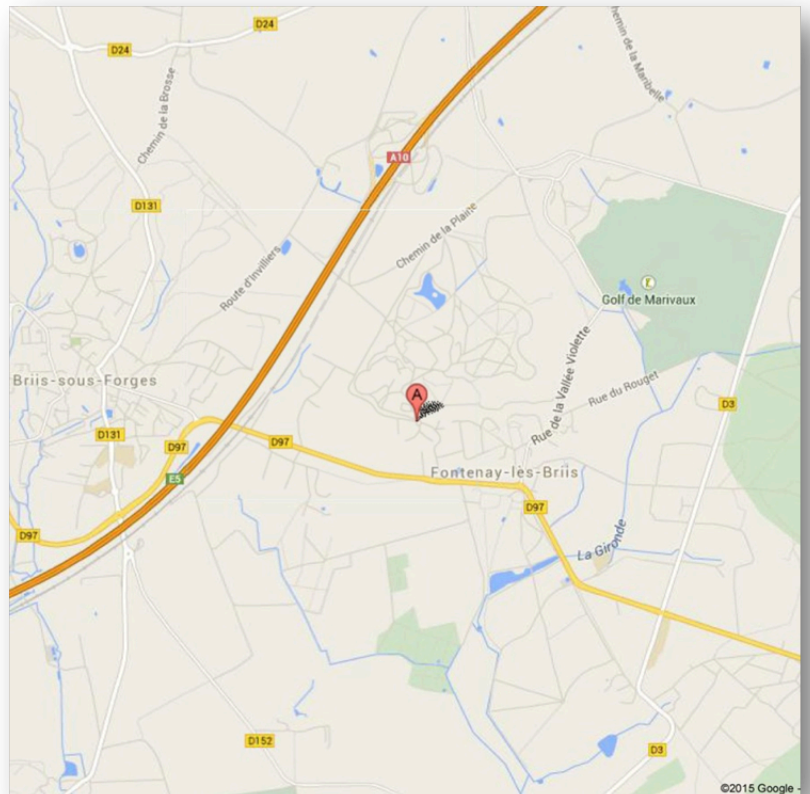 D24
D24
Chemin de la Maribelle
Chemin de la Brosse
A10
D131
Chemin de la Plaine
Route d'Invilliers
Golf de Marivaux
Rue de la Vallée Violette
Briis-sous-Forges
Rue du Rouget
A
D3
D131
D97
D97
Fontenay-lès-Briis
E5
D97
D97
La Gironde
D152
D3
©2015 Google -